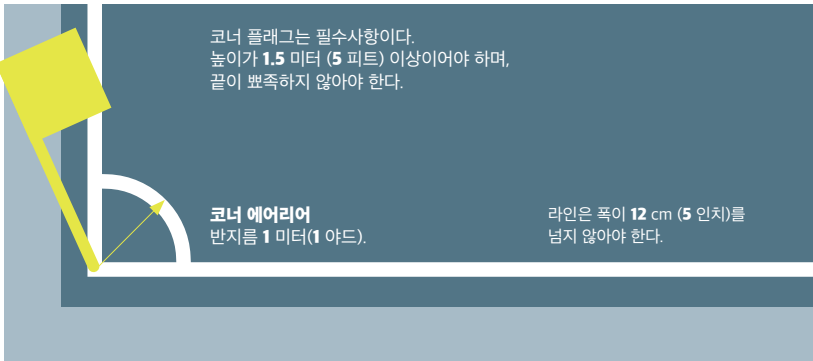 코너 플래그는 필수사항이다.
높이가 1.5 미터 (5 피트) 이상이어야 하며,
끝이 뾰족하지 않아야 한다.
코너 에어리어
반지름 1 미터(1 야드).
라인은 폭이 12 cm (5 인치)를
넘지 않아야 한다.